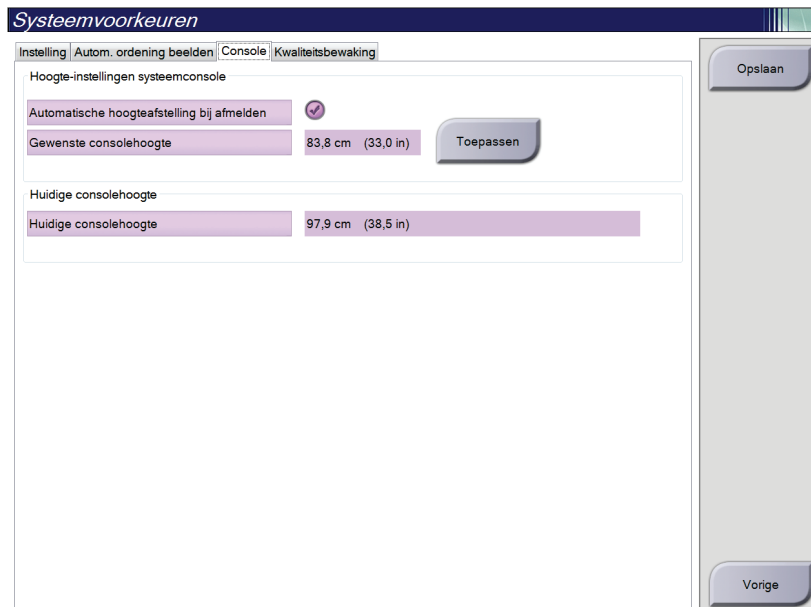 Systeemvoorkeuren
Instelling Autom. ordening beelden Console Kwaliteitsbewaking
Opslaan
Hoogte-instellingen systeemconsole
Automatische hoogteafstelling bij afmelden
Gewenste consolehoogte 83,8 cm (33,0 in) Toepassen
Huidige consolehoogte
Huidige consolehoogte 97,9 cm (38,5 in)
Vorige